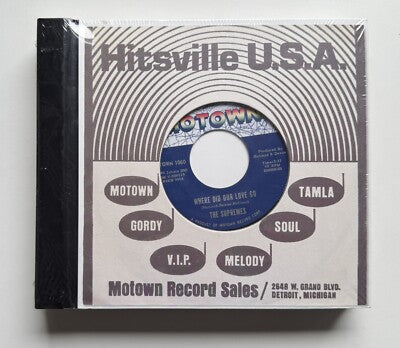 Hitsville U.S.A.
MOTOWN
WHERE DID OUR LOVE GO
THE SUPREMES
MOTOWN
TAMLA
GORDY
SOUL
V.I.P.
MELODY
Motown Record Sales / 2648 W. GRAND BLVD.
DETROIT, MICHIGAN